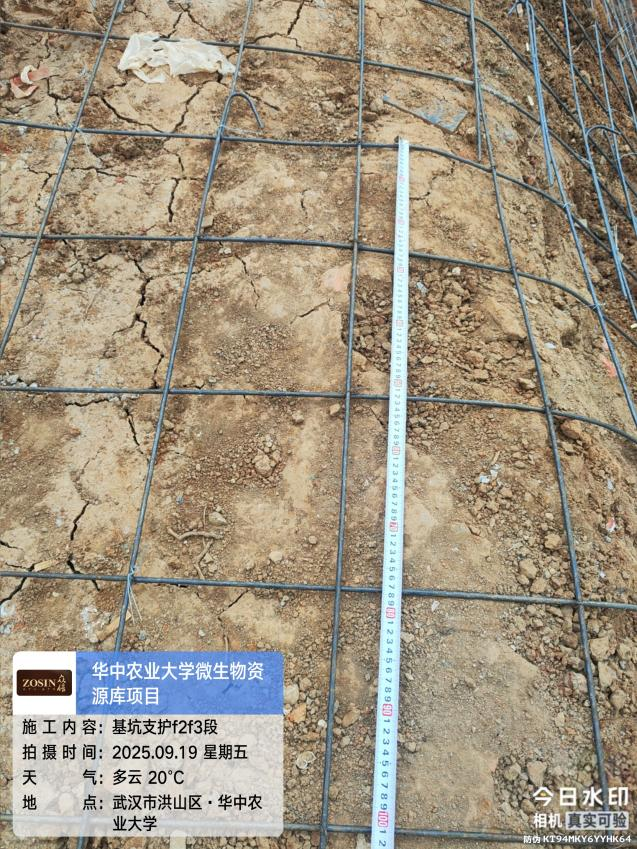 ZOSIN 众信
华中农业大学微生物资
源库项目
施工内容：基坑支护f2f3段
拍摄时间：2025.09.19 星期五
天气：多云 20℃
地点：武汉市洪山区·华中农
业大学
今日水印
相机 真实可验
防伪 KT94MKY6YYHK64